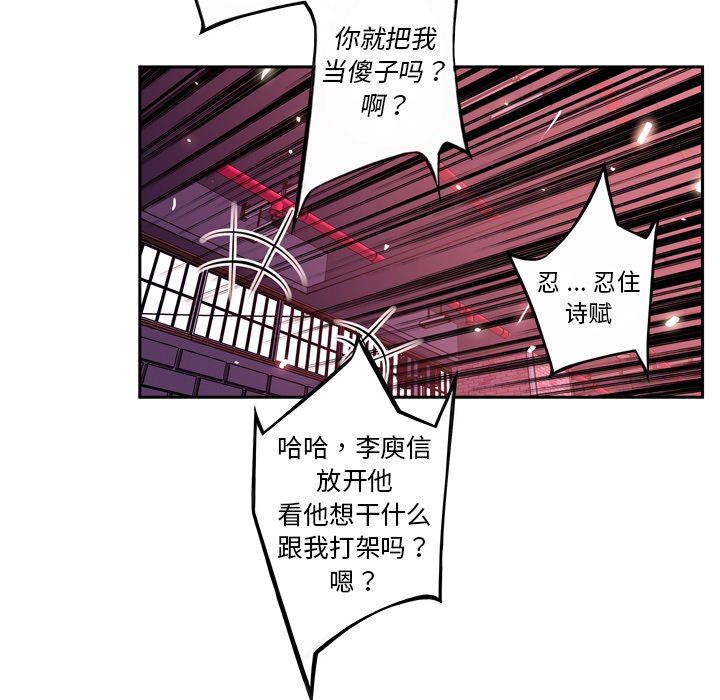 你就把我
当傻子吗？
啊？
忍...忍住
诗赋
哈哈，李庾信
放开他
看他想干什么
跟我打架吗？
嗯？